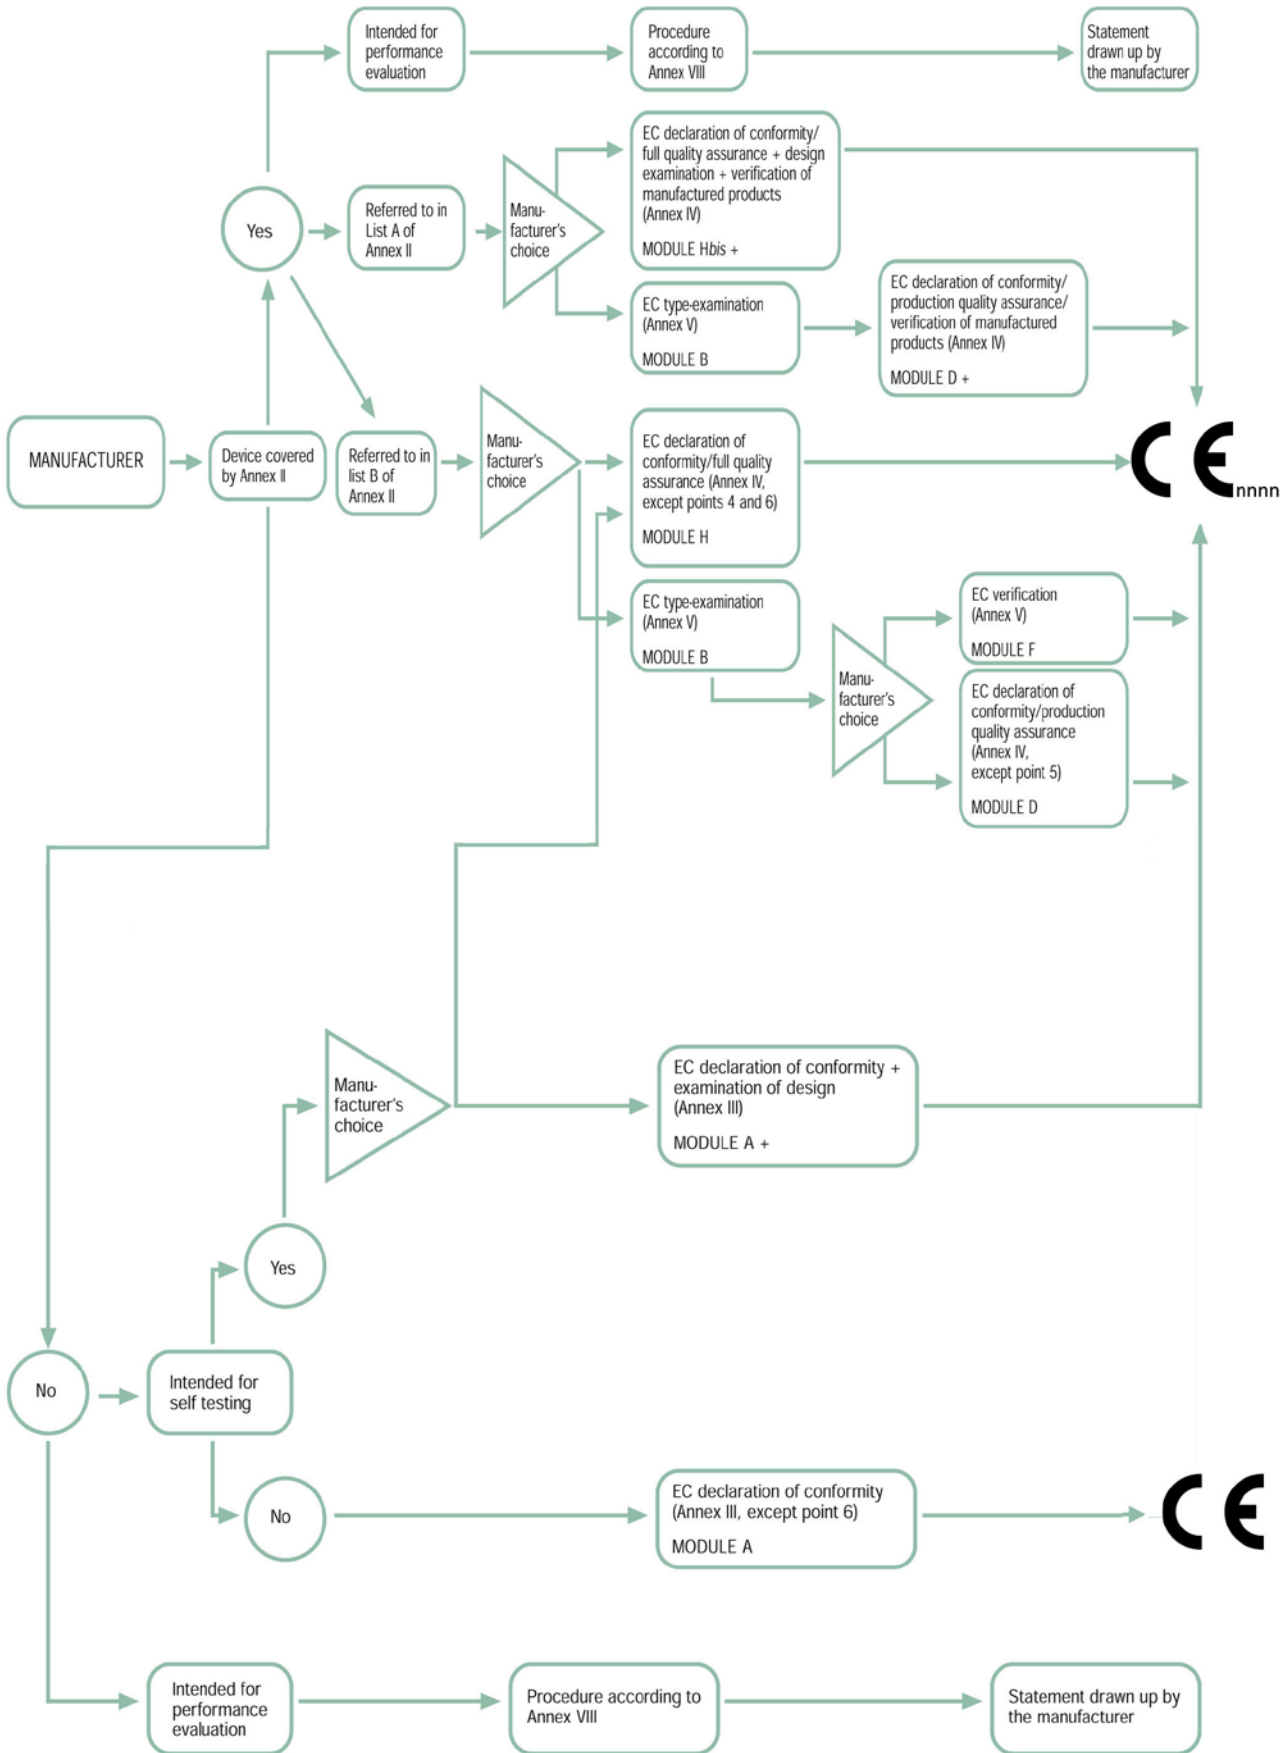 Intended for
performance
evaluation
Procedure
according to
Annex VIII
Statement
drawn up by
the manufacturer
EC declaration of conformity/
full quality assurance + design
examination + verification of
manufactured products
(Annex IV)
MODULE Hbis +
Yes
Referred to in
List A of
Annex II
Manu-
facturer's
choice
EC type-examination
(Annex V)
MODULE B
EC declaration of conformity/
production quality assurance/
verification of manufactured
products (Annex IV)
MODULE D +
MANUFACTURER
Device covered
by Annex II
Referred to in
list B of
Annex II
Manu-
facturer's
choice
EC declaration of
conformity/full quality
assurance (Annex IV,
except points 4 and 6)
MODULE H
CE
nnnn
EC type-examination
(Annex V)
MODULE B
Manu-
facturer's
choice
EC verification
(Annex V)
MODULE F
EC declaration of
conformity/production
quality assurance
(Annex IV,
except point 5)
MODULE D
Manu-
facturer's
choice
EC declaration of conformity +
examination of design
(Annex III)
MODULE A +
Yes
No
Intended for
self testing
No
EC declaration of conformity
(Annex III, except point 6)
MODULE A
CE
Intended for
performance
evaluation
Procedure according to
Annex VIII
Statement drawn up by
the manufacturer